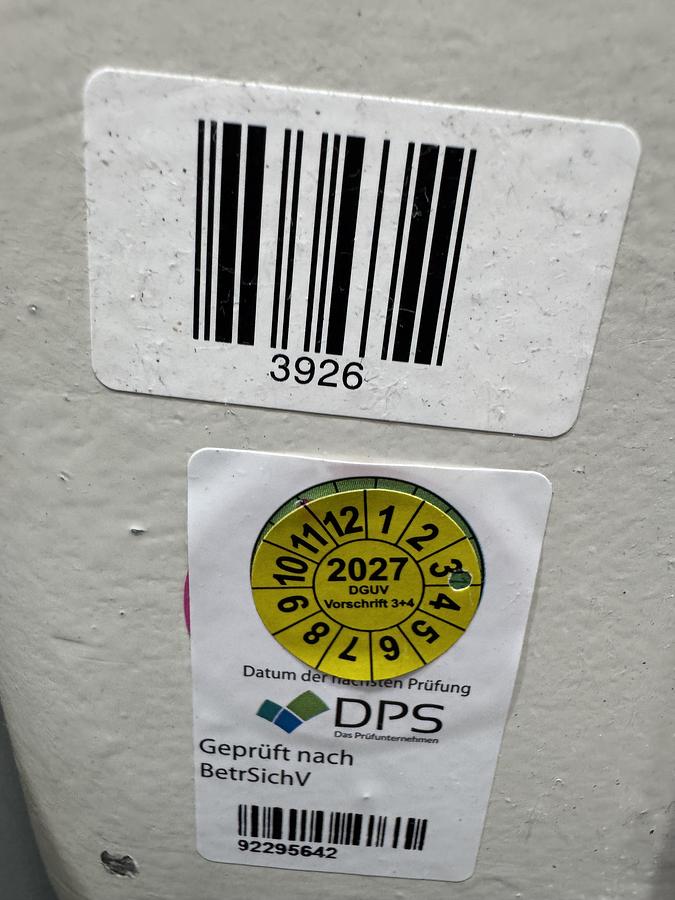 3926
12 1 2 3 4 5 6 7 8 9 10 11
2027
DGUV
Vorschrift 3+4
Datum der nächsten Prüfung
DPS
Das Prüfunternehmen
Geprüft nach
BetrSichV
92295642